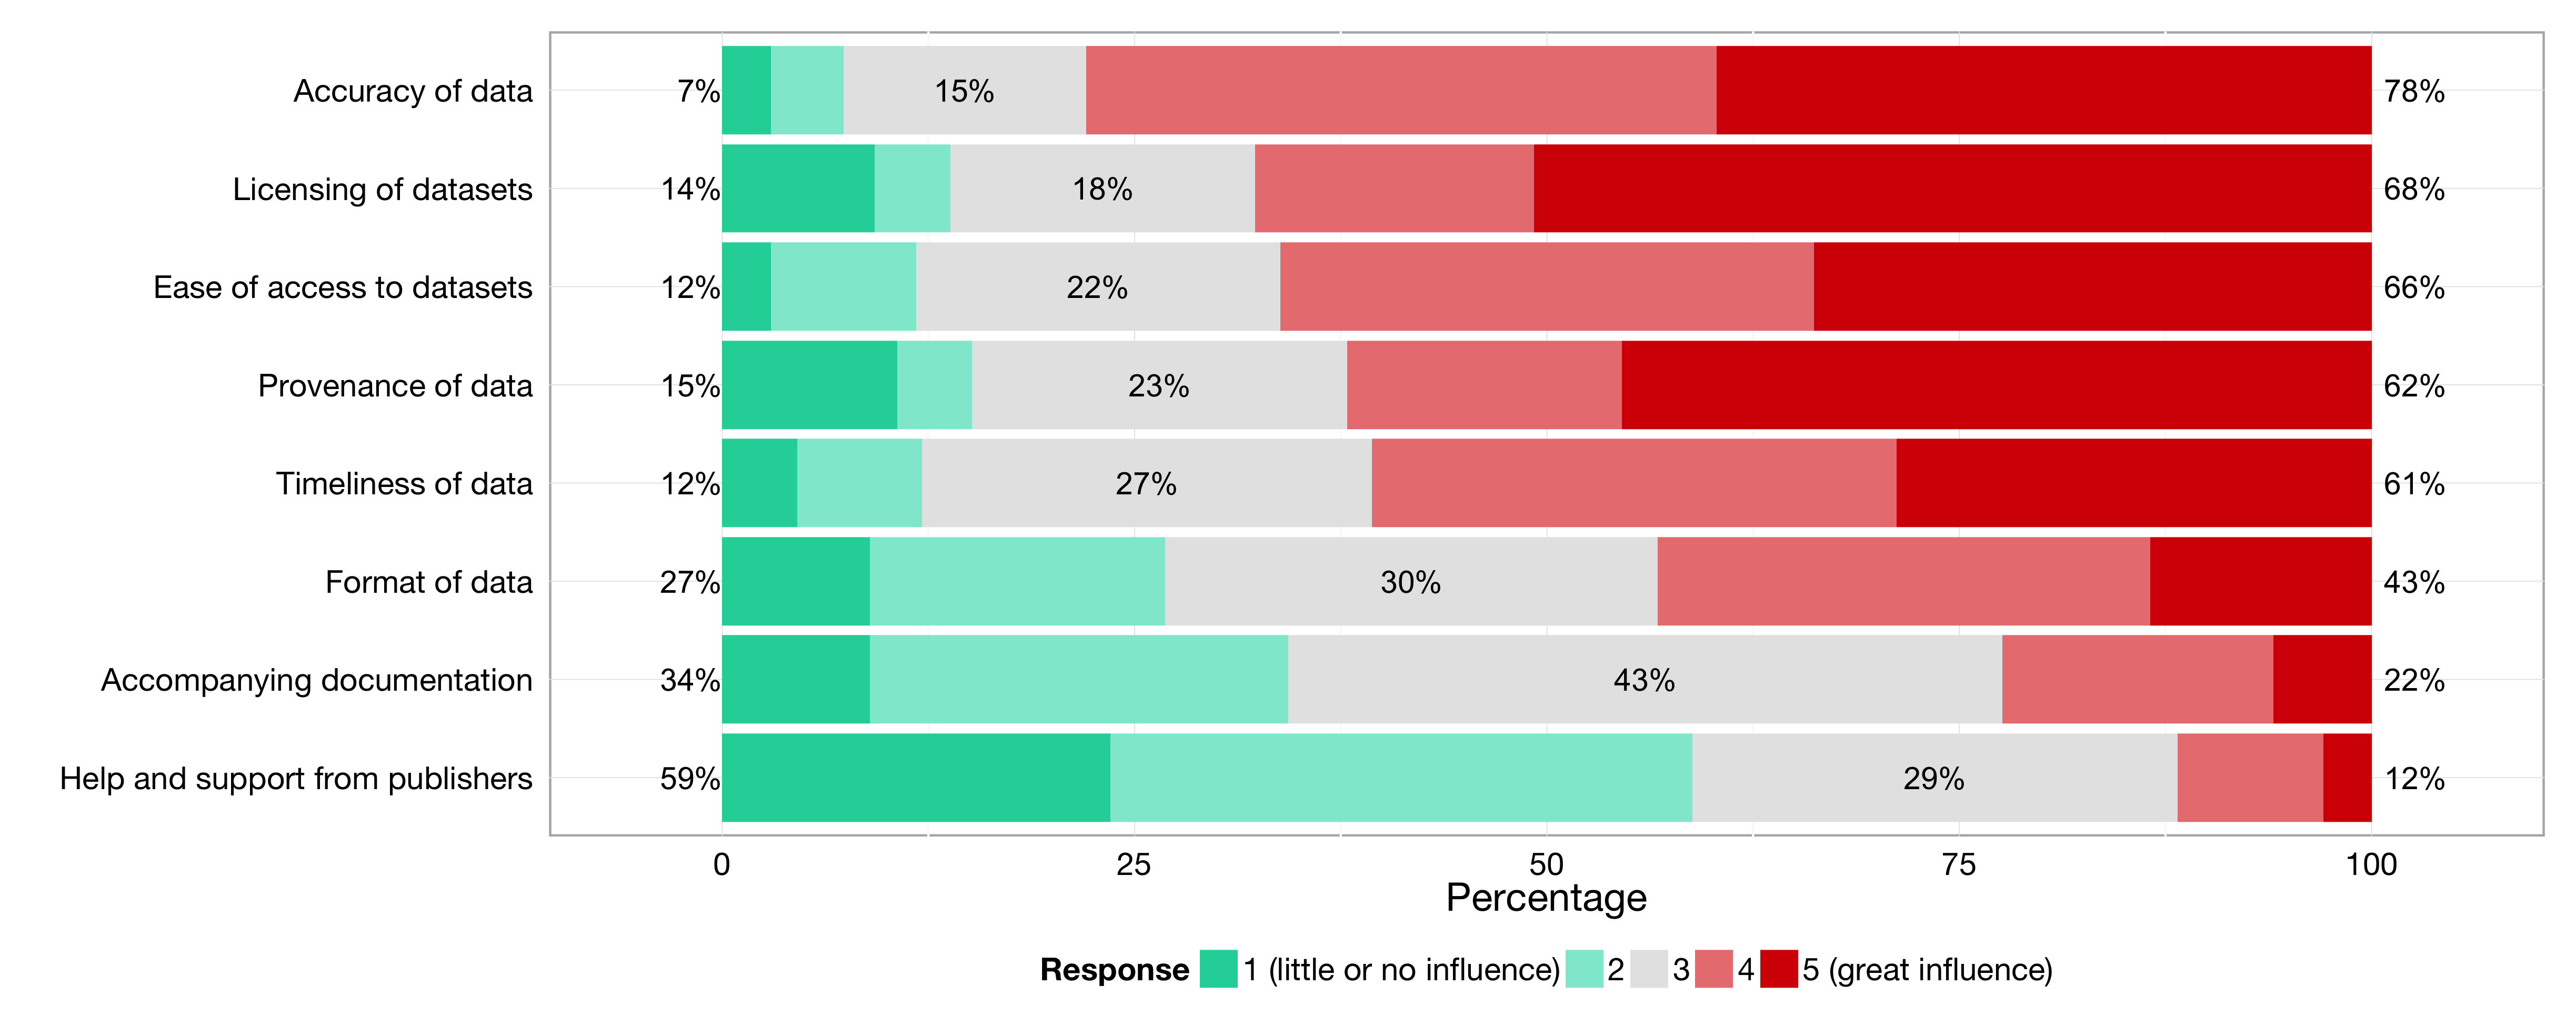 Accuracy of data 7% 15% 78%
Licensing of datasets 14% 18% 68%
Ease of access to datasets 12% 22% 66%
Provenance of data 15% 23% 62%
Timeliness of data 12% 27% 61%
Format of data 27% 30% 43%
Accompanying documentation 34% 43% 22%
Help and support from publishers 59% 29% 12%
0 25 50 75 100
Percentage
Response 1 (little or no influence) 2 3 4 5 (great influence)